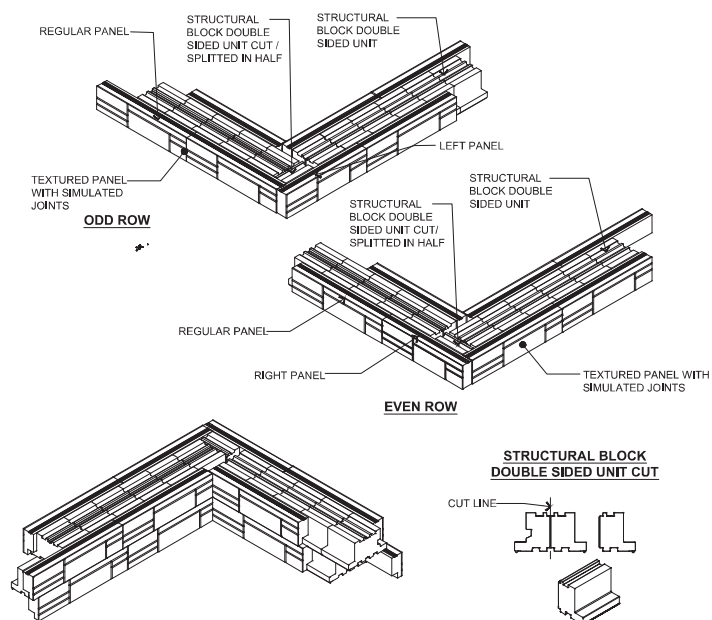 REGULAR PANEL
STRUCTURAL
BLOCK DOUBLE
SIDED UNIT CUT /
SPLITTED IN HALF
STRUCTURAL
BLOCK DOUBLE
SIDED UNIT
TEXTURED PANEL
WITH SIMULATED
JOINTS
LEFT PANEL
ODD ROW
STRUCTURAL
BLOCK DOUBLE
SIDED UNIT CUT/
SPLITTED IN HALF
STRUCTURAL
BLOCK DOUBLE
SIDED UNIT
REGULAR PANEL
RIGHT PANEL
TEXTURED PANEL WITH
SIMULATED JOINTS
EVEN ROW
STRUCTURAL BLOCK
DOUBLE SIDED UNIT CUT
CUT LINE